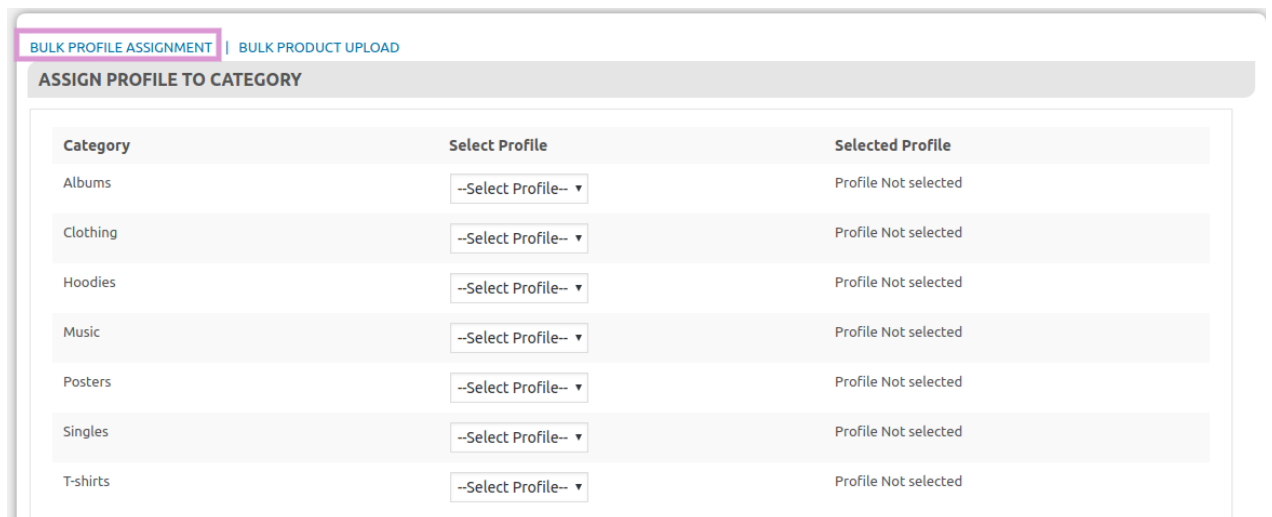 BULK PROFILE ASSIGNMENT | BULK PRODUCT UPLOAD
ASSIGN PROFILE TO CATEGORY
Category Select Profile Selected Profile
Albums --Select Profile-- Profile Not selected
Clothing --Select Profile-- Profile Not selected
Hoodies --Select Profile-- Profile Not selected
Music --Select Profile-- Profile Not selected
Posters --Select Profile-- Profile Not selected
Singles --Select Profile-- Profile Not selected
T-shirts --Select Profile-- Profile Not selected